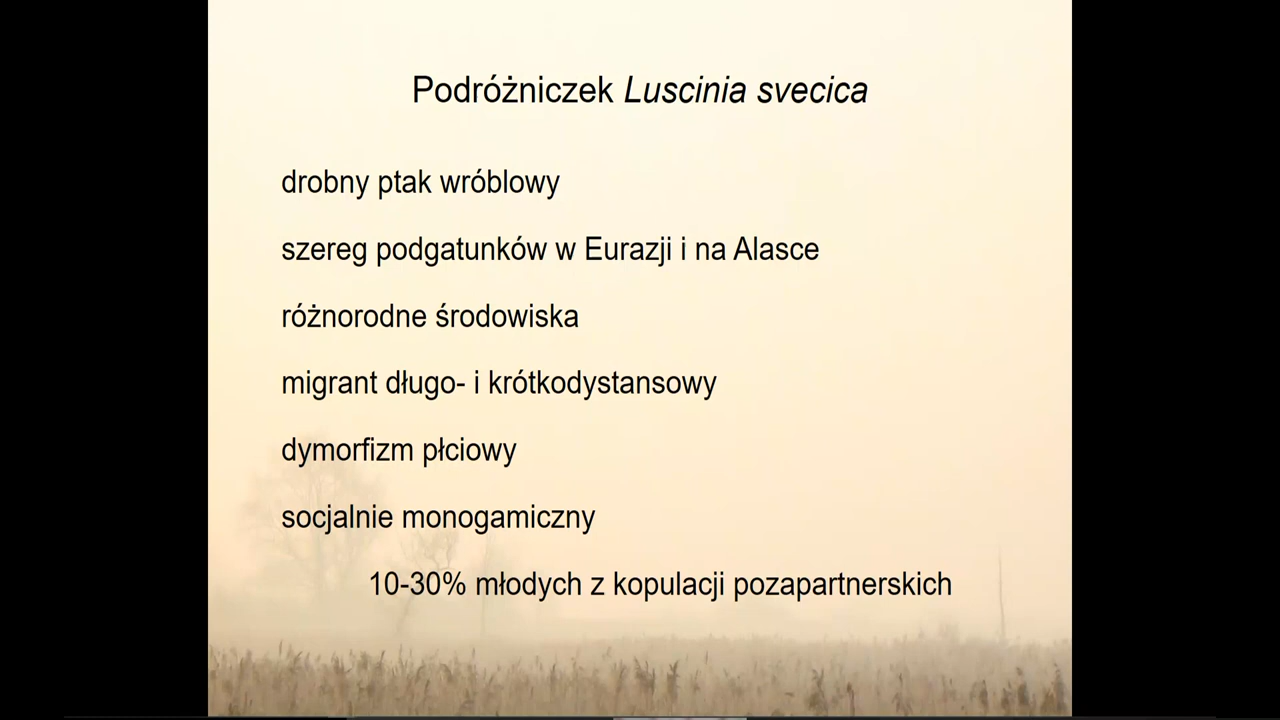 Podróżniczek Luscinia svecica
drobny ptak wróblowy
szereg podgatunków w Eurazji i na Alasce
różnorodne środowiska
migrant długo- i krótkodystansowy
dymorfizm płciowy
socjalnie monogamiczny
10-30% młodych z kopulacji pozapartnerskich